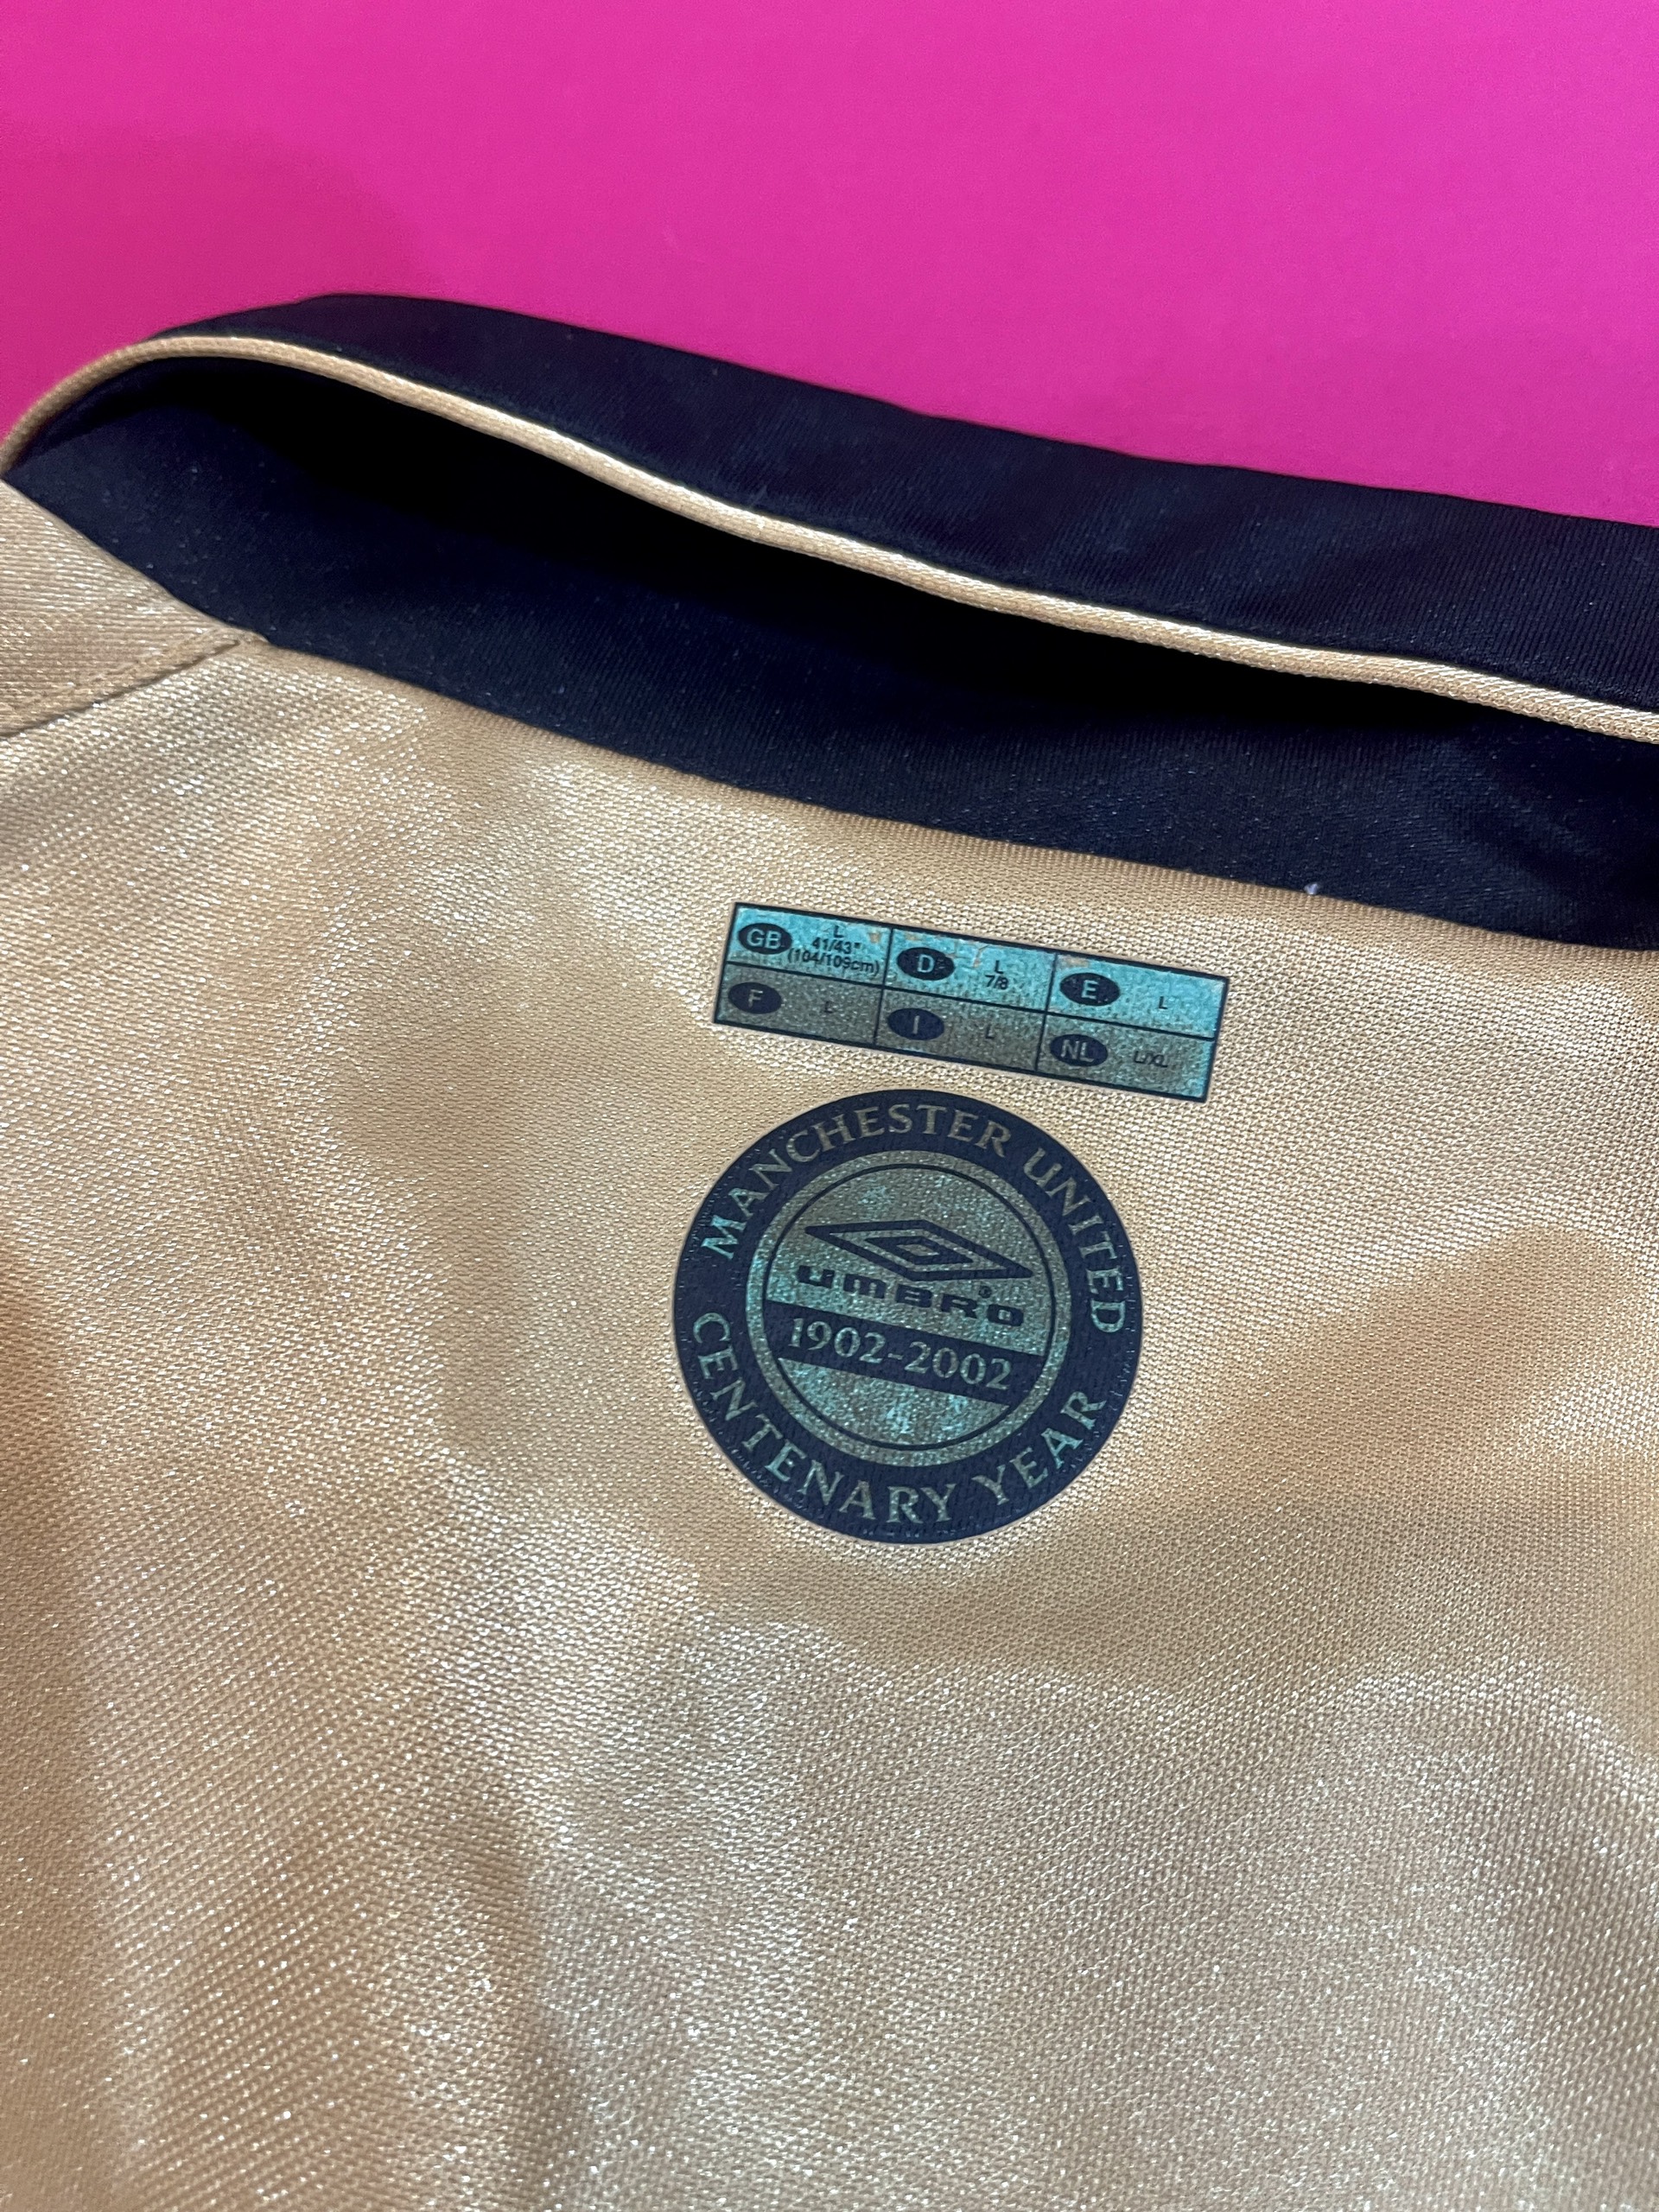 GB L
41/43"
(104/109cm)
D L
7/8
E L
F L
I L
NL L/XL
MANCHESTER UNITED
UMBRO®
1902-2002
CENTENARY YEAR